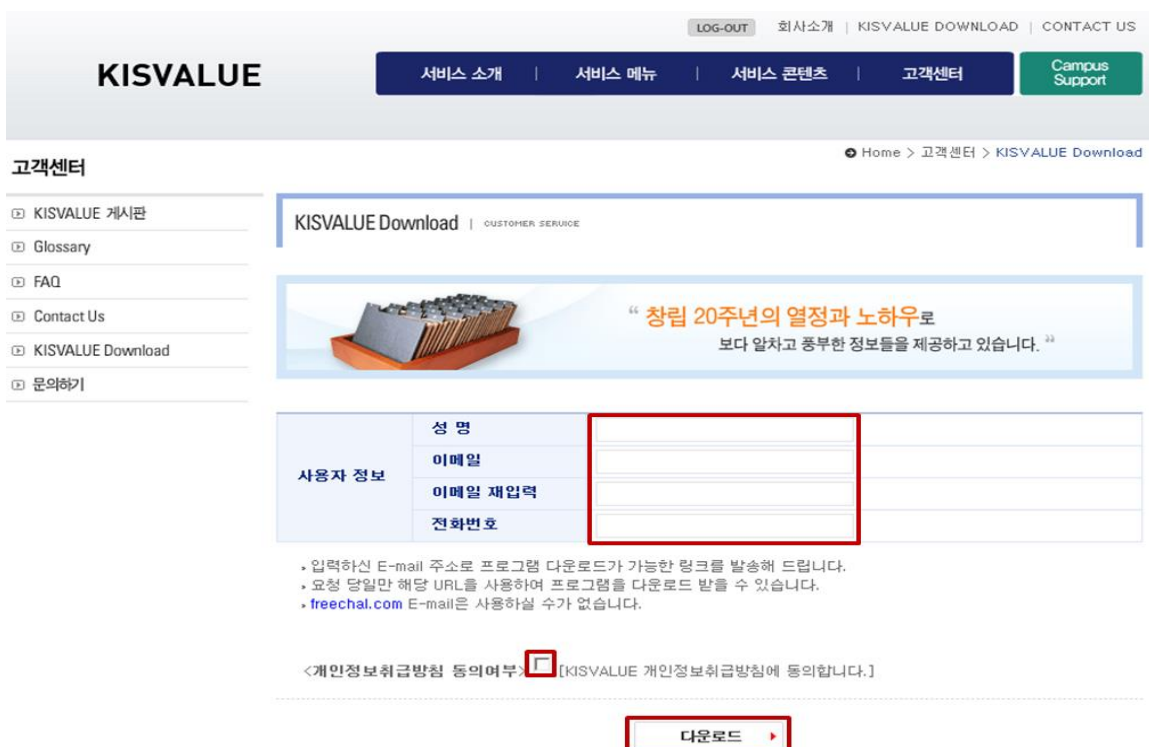 LOG-OUT 회사소개 | KISVALUE DOWNLOAD | CONTACT US
KISVALUE
서비스 소개 | 서비스 메뉴 | 서비스 콘텐츠 | 고객센터
Campus
Support
고객센터
Home > 고객센터 > KISVALUE Download
KISVALUE 게시판
Glossary
FAQ
Contact Us
KISVALUE Download
문의하기
KISVALUE Download | CUSTOMER SERVICE
“ 창립 20주년의 열정과 노하우로
보다 알차고 풍부한 정보들을 제공하고 있습니다. ”
사용자 정보
성 명
이메일
이메일 재입력
전화번호
입력하신 E-mail 주소로 프로그램 다운로드가 가능한 링크를 발송해 드립니다.
요청 당일만 해당 URL을 사용하여 프로그램을 다운로드 받을 수 있습니다.
freechal.com E-mail은 사용하실 수가 없습니다.
<개인정보취급방침 동의여부> [KISVALUE 개인정보취급방침에 동의합니다.]
다운로드